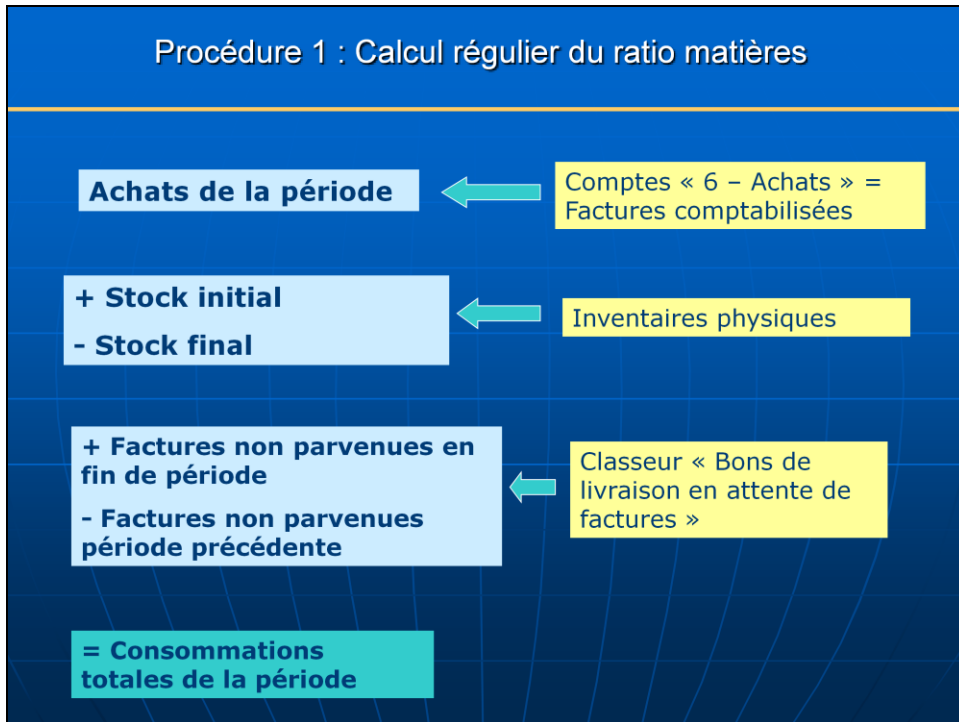 Procédure 1 : Calcul régulier du ratio matières
Achats de la période
Comptes « 6 – Achats » =
Factures comptabilisées
+ Stock initial
- Stock final
Inventaires physiques
+ Factures non parvenues en
fin de période
- Factures non parvenues
période précédente
Classeur « Bons de
livraison en attente de
factures »
= Consommations
totales de la période